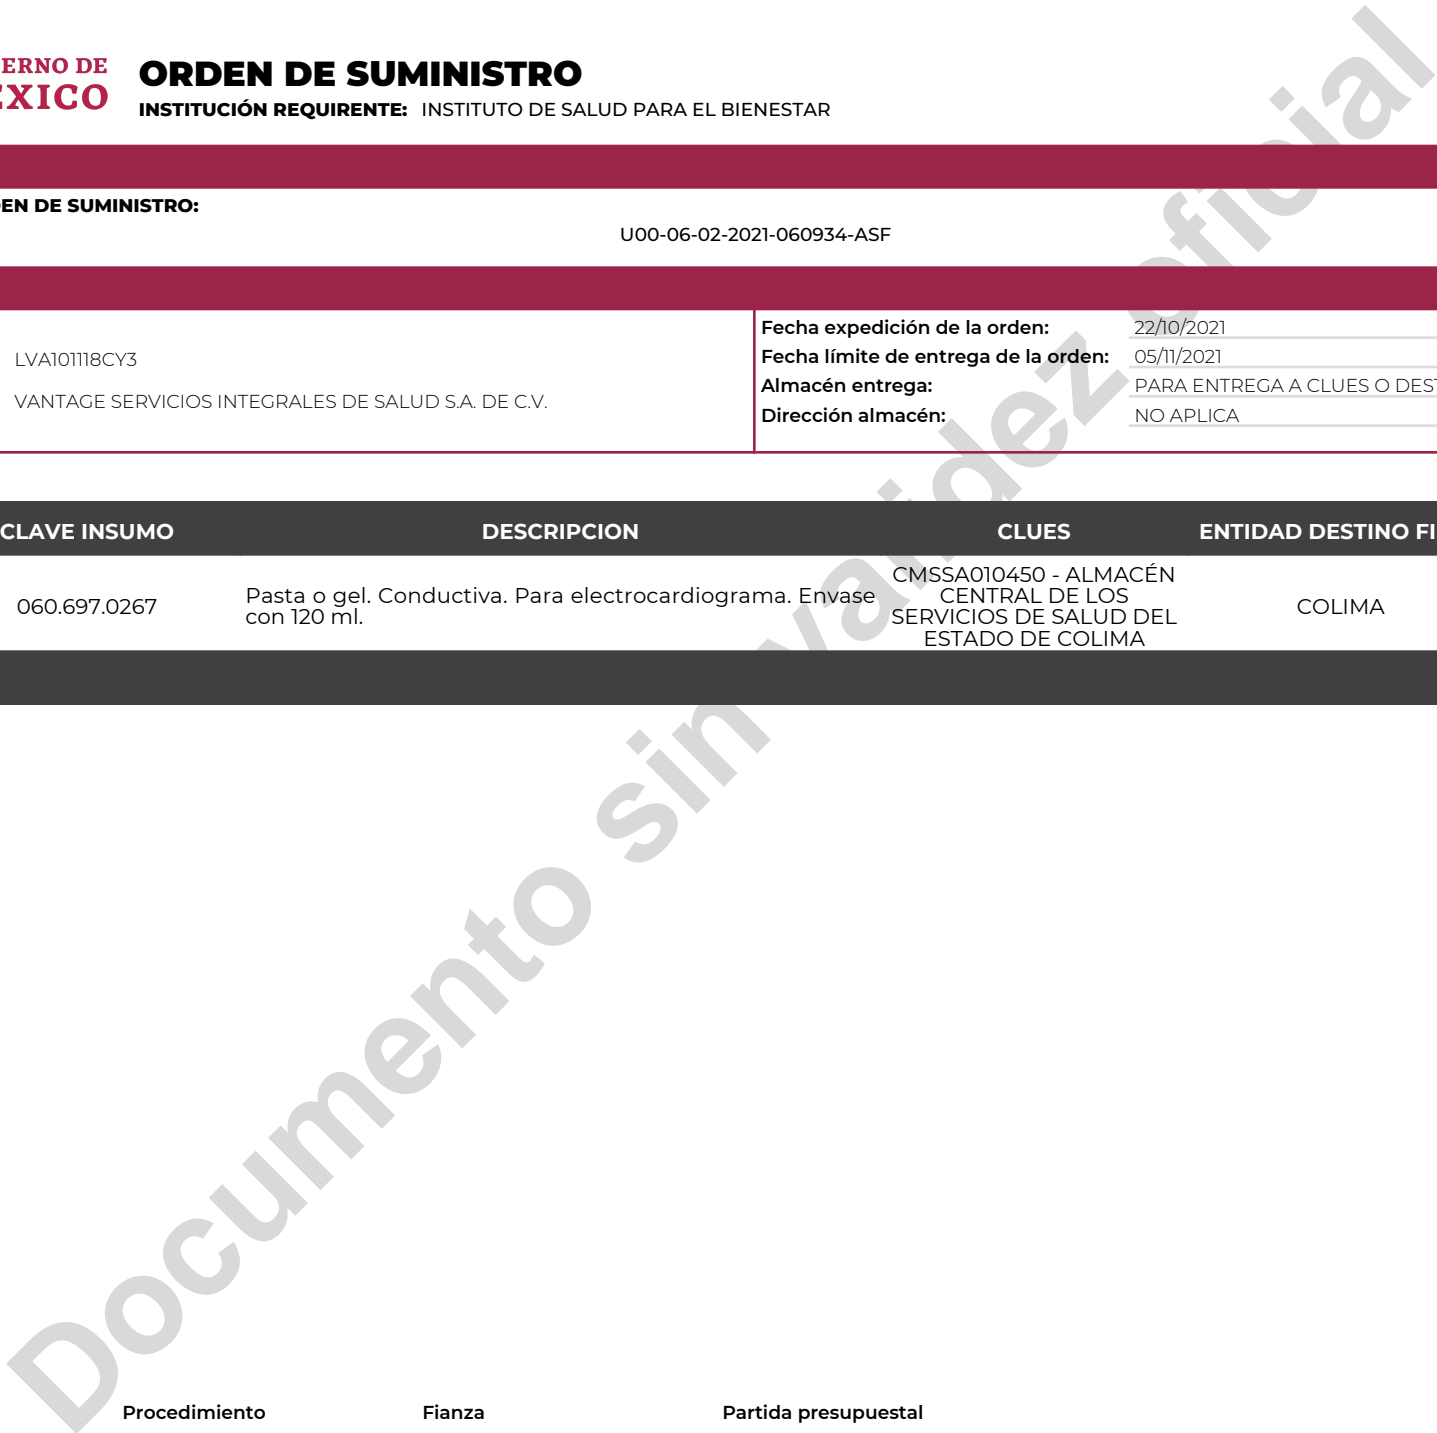 ERNO DE
EXICO
ORDEN DE SUMINISTRO
INSTITUCIÓN REQUIRENTE: INSTITUTO DE SALUD PARA EL BIENESTAR
EN DE SUMINISTRO:
U00-06-02-2021-060934-ASF
LVA101118CY3
VANTAGE SERVICIOS INTEGRALES DE SALUD S.A. DE C.V.
Fecha expedición de la orden: 22/10/2021
Fecha límite de entrega de la orden: 05/11/2021
Almacén entrega: PARA ENTREGA A CLUES O DEST
Dirección almacén: NO APLICA
CLAVE INSUMO DESCRIPCION CLUES ENTIDAD DESTINO FI
060.697.0267
Pasta o gel. Conductiva. Para electrocardiograma. Envase
con 120 ml.
CMSSA010450 - ALMACÉN
CENTRAL DE LOS
SERVICIOS DE SALUD DEL
ESTADO DE COLIMA
COLIMA
Documento sin validez oficial
Procedimiento Fianza Partida presupuestal